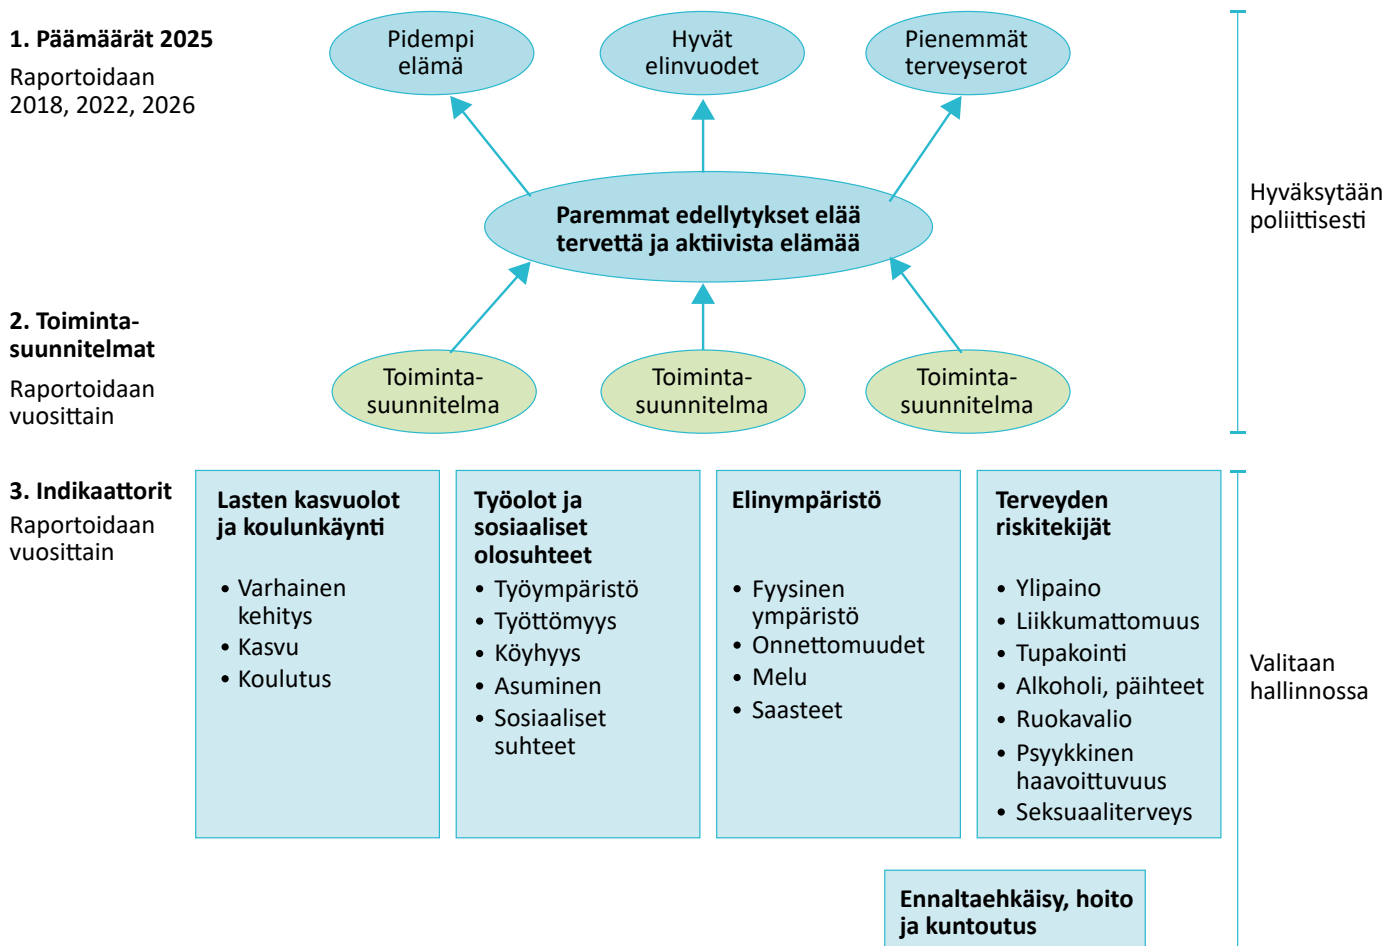 1. Päämäärät 2025
Raportoidaan
2018, 2022, 2026
Pidempi
elämä
Hyvät
elinvuodet
Pienemmät
terveyserot
Paremmat edellytykset elää
tervettä ja aktiivista elämää
Hyväksytään
poliittisesti
2. Toiminta-
suunnitelmat
Raportoidaan
vuosittain
Toiminta-
suunnitelma
Toiminta-
suunnitelma
Toiminta-
suunnitelma
3. Indikaattorit
Raportoidaan
vuosittain
Lasten kasvuolot
ja koulunkäynti
• Varhainen
kehitys
• Kasvu
• Koulutus
Työolot ja
sosiaaliset
olosuhteet
• Työympäristö
• Työttömyys
• Köyhyys
• Asuminen
• Sosiaaliset
suhteet
Elinympäristö
• Fyysinen
ympäristö
• Onnettomuudet
• Melu
• Saasteet
Terveyden
riskitekijät
• Ylipaino
• Liikkumattomuus
• Tupakointi
• Alkoholi, päihteet
• Ruokavalio
• Psyykkinen
haavoittuvuus
• Seksuaaliterveys
Valitaan
hallinnossa
Ennaltaehkäisy, hoito
ja kuntoutus